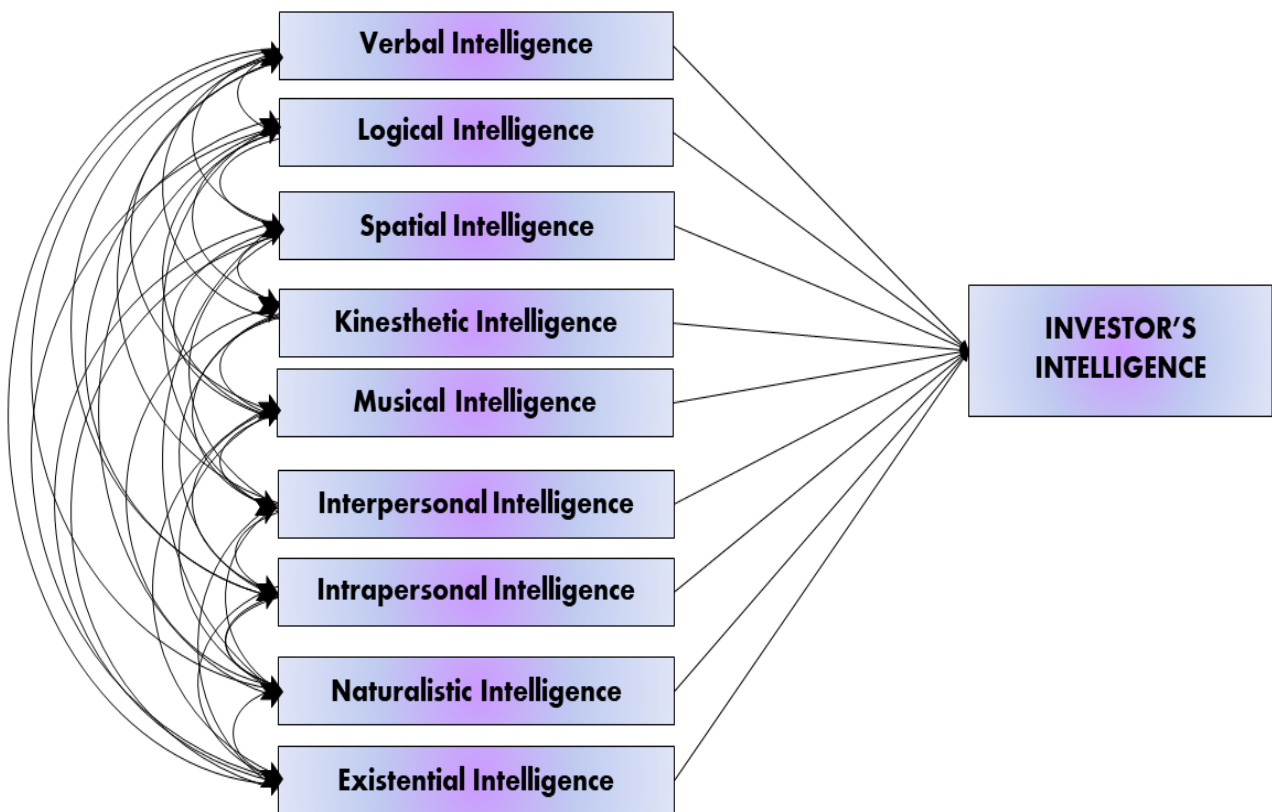 Verbal Intelligence
Logical Intelligence
Spatial Intelligence
Kinesthetic Intelligence
Musical Intelligence
Interpersonal Intelligence
Intrapersonal Intelligence
Naturalistic Intelligence
Existential Intelligence
INVESTOR’S
INTELLIGENCE